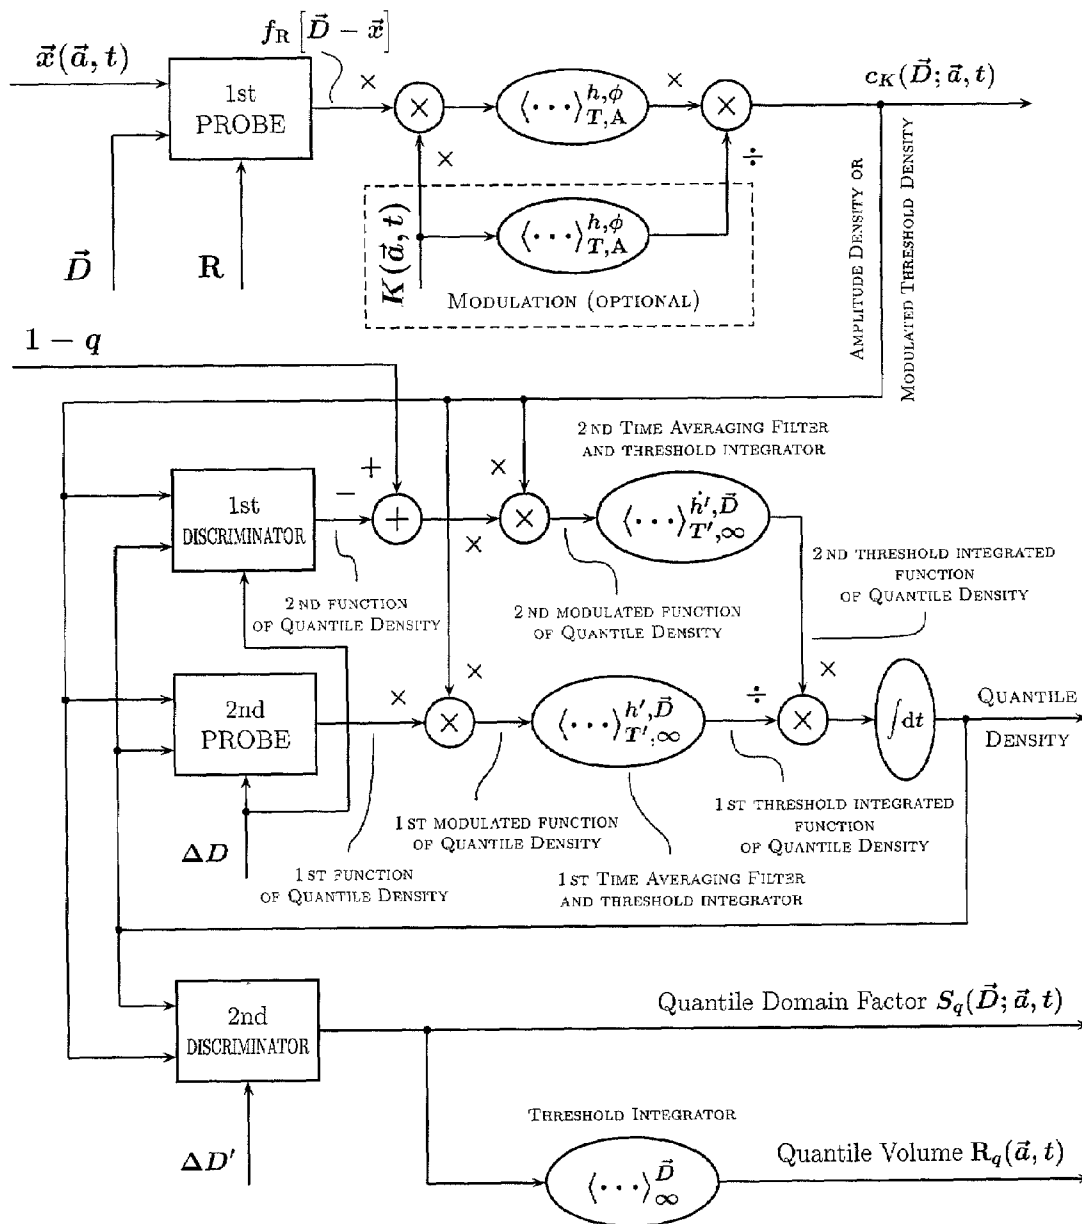 f_R [D⃗ − x⃗]
x⃗(a⃗, t)
1st
PROBE
×
×
⟨···⟩^{h,ϕ}_{T,A}
×
×
c_K(D⃗; a⃗, t)
×
÷
D⃗
R
K(a⃗, t)
⟨···⟩^{h,ϕ}_{T,A}
MODULATION (OPTIONAL)
AMPLITUDE DENSITY OR
MODULATED THRESHOLD DENSITY
1 − q
2ND TIME AVERAGING FILTER
AND THRESHOLD INTEGRATOR
1st
DISCRIMINATOR
−
+
+
×
×
×
⟨···⟩^{ḣ′,D⃗}_{T′,∞}
2ND FUNCTION
OF QUANTILE DENSITY
2ND MODULATED FUNCTION
OF QUANTILE DENSITY
2ND THRESHOLD INTEGRATED
FUNCTION
OF QUANTILE DENSITY
2nd
PROBE
×
×
×
⟨···⟩^{h′,D⃗}_{T′,∞}
÷
×
×
∫dt
QUANTILE
DENSITY
ΔD
1ST FUNCTION
OF QUANTILE DENSITY
1ST MODULATED FUNCTION
OF QUANTILE DENSITY
1ST TIME AVERAGING FILTER
AND THRESHOLD INTEGRATOR
1ST THRESHOLD INTEGRATED
FUNCTION
OF QUANTILE DENSITY
2nd
DISCRIMINATOR
Quantile Domain Factor S_q(D⃗; a⃗, t)
ΔD′
THRESHOLD INTEGRATOR
⟨···⟩^{D⃗}_{∞}
Quantile Volume R_q(a⃗, t)